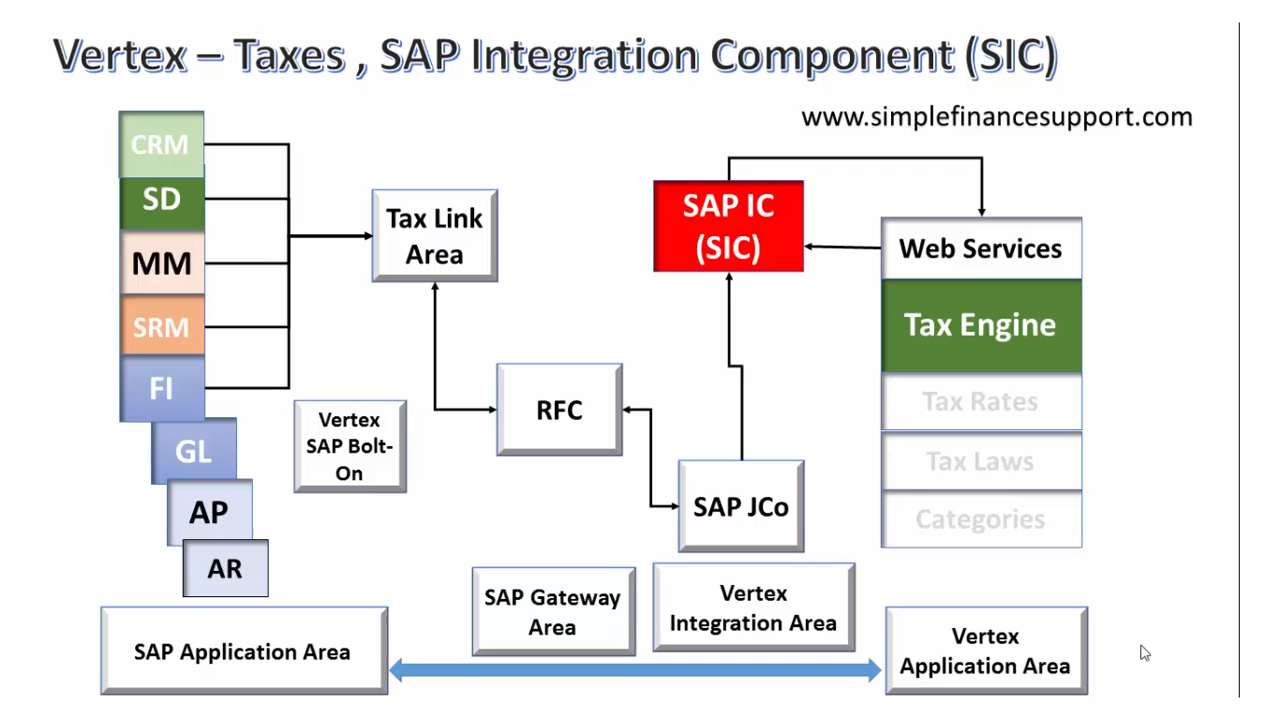 Vertex – Taxes , SAP Integration Component (SIC)
www.simplefinancesupport.com
CRM
SD
MM
SRM
FI
GL
AP
AR
Tax Link
Area
Vertex
SAP Bolt-
On
RFC
SAP JCo
SAP IC
(SIC)
Web Services
Tax Engine
Tax Rates
Tax Laws
Categories
SAP Application Area
SAP Gateway
Area
Vertex
Integration Area
Vertex
Application Area